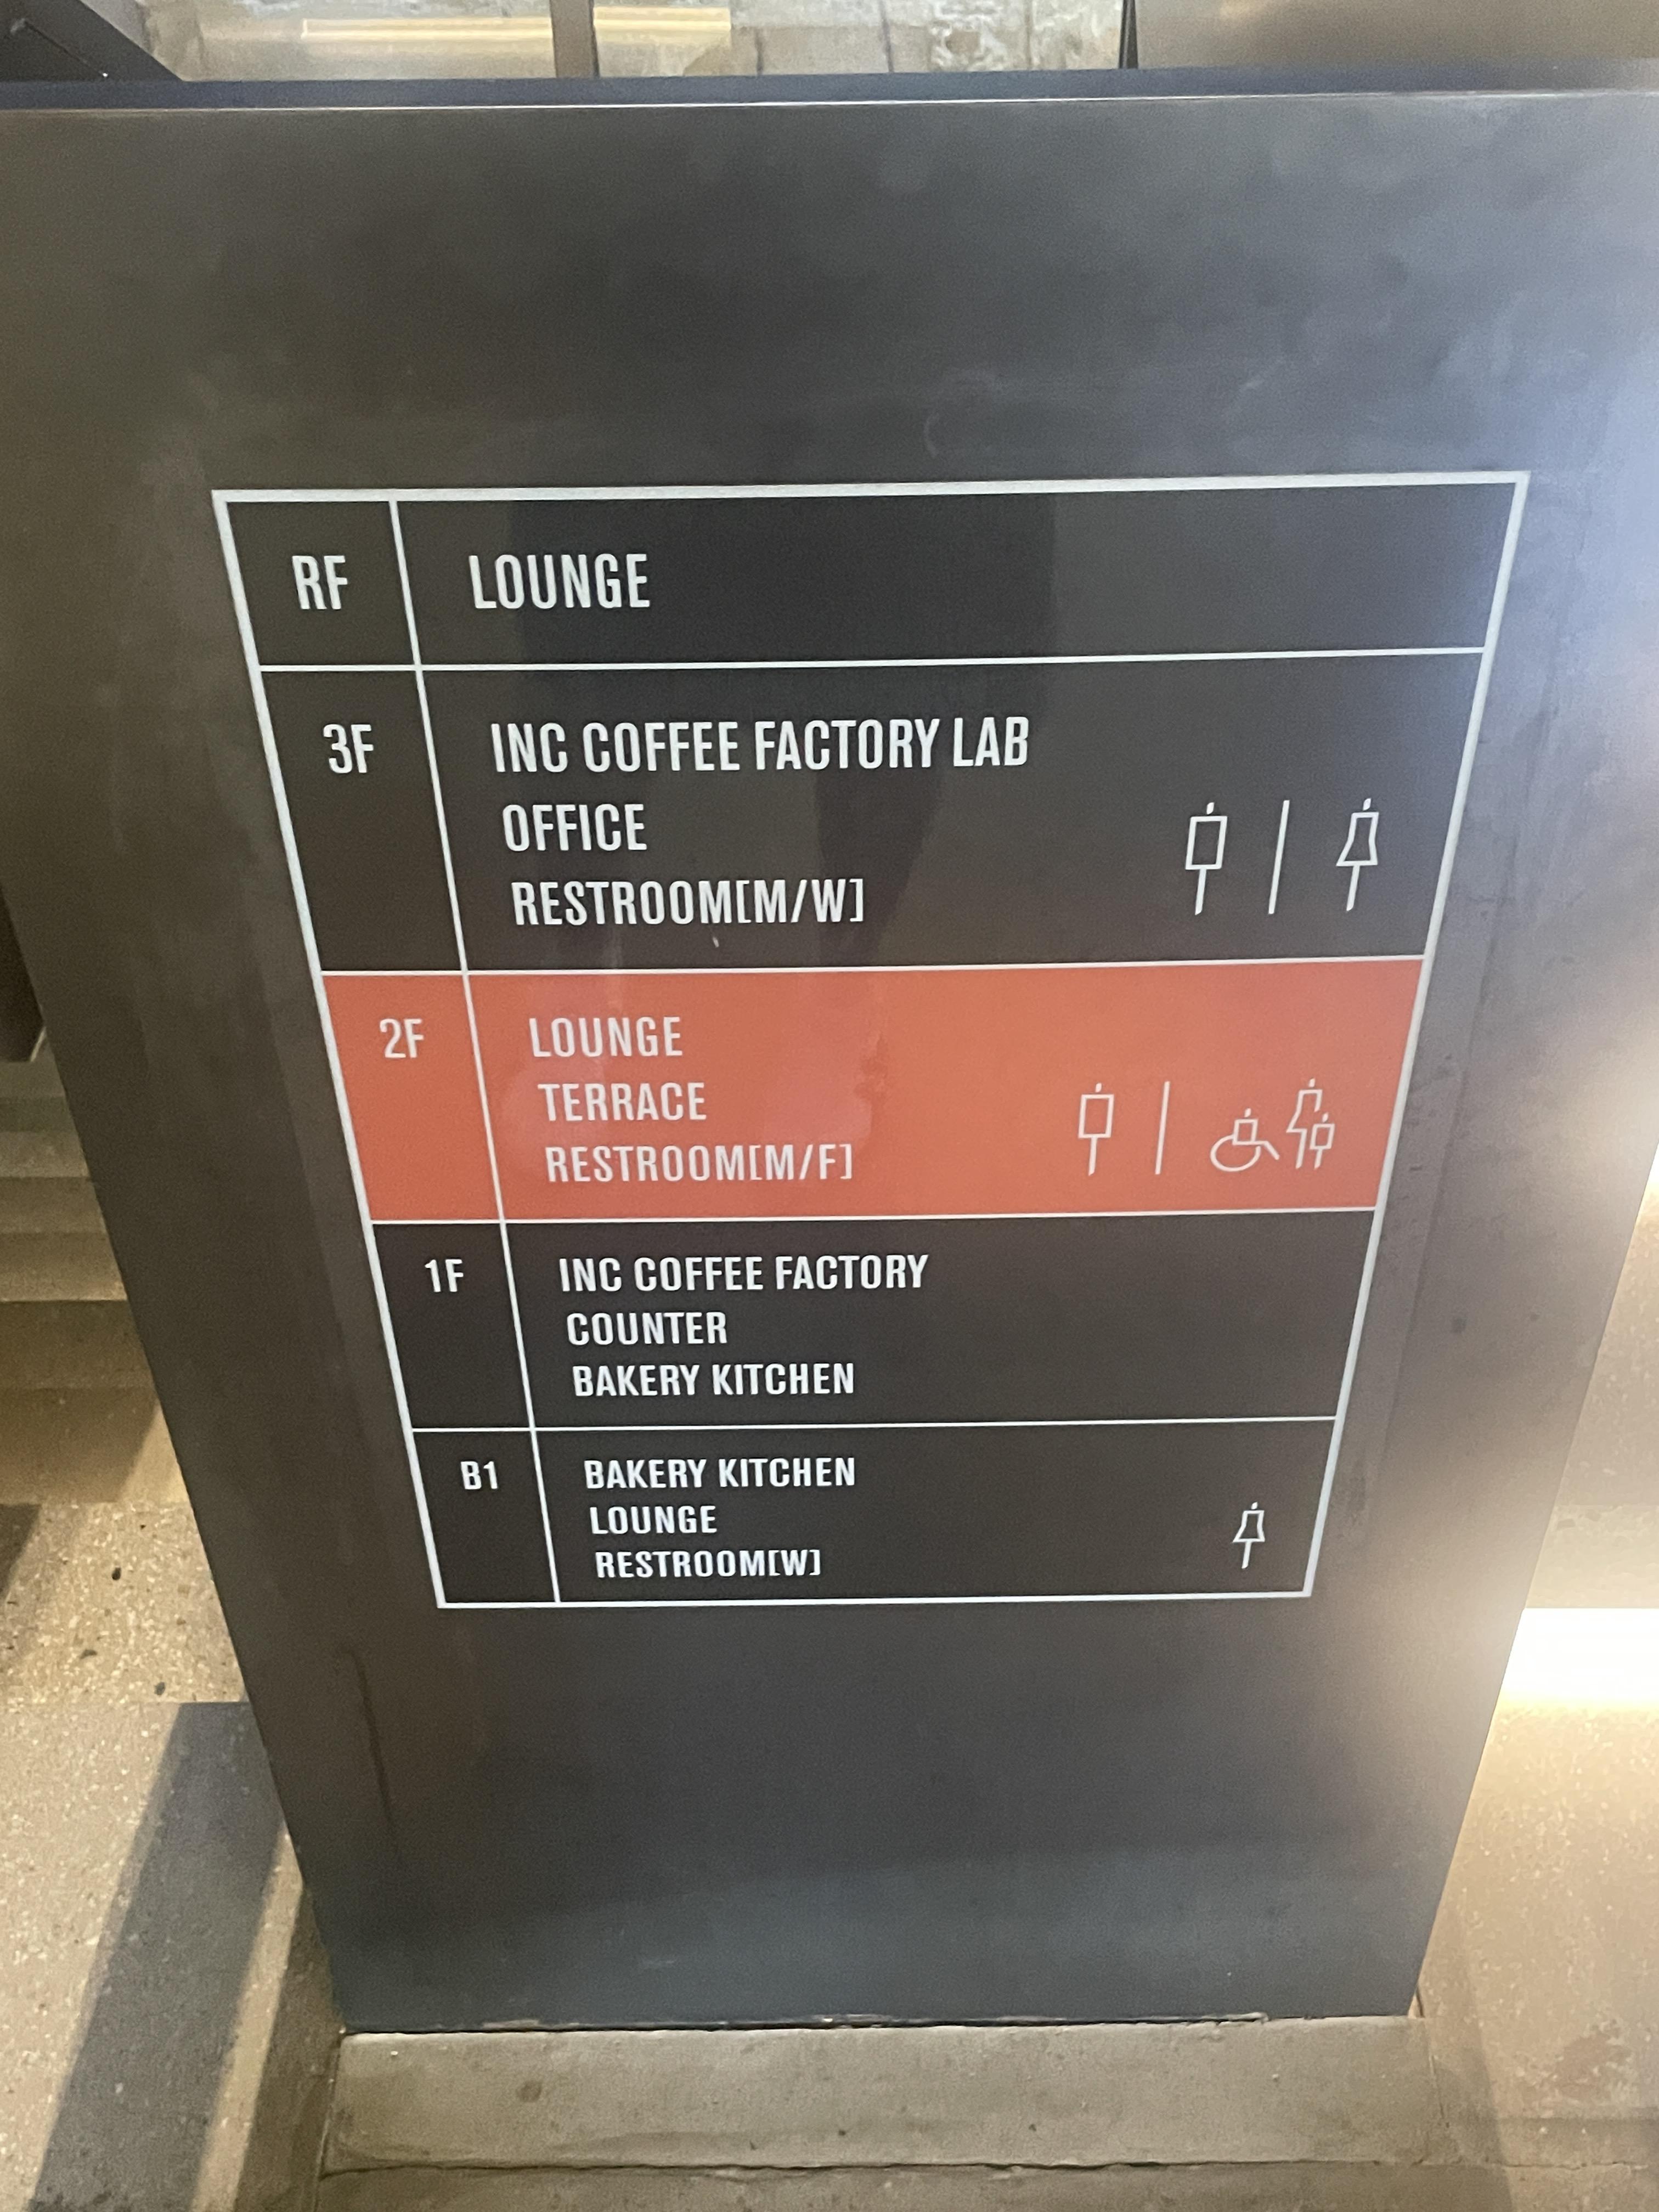 RF LOUNGE
3F INC COFFEE FACTORY LAB
OFFICE
RESTROOM[M/W]
2F LOUNGE
TERRACE
RESTROOM[M/F]
1F INC COFFEE FACTORY
COUNTER
BAKERY KITCHEN
B1 BAKERY KITCHEN
LOUNGE
RESTROOM[W]